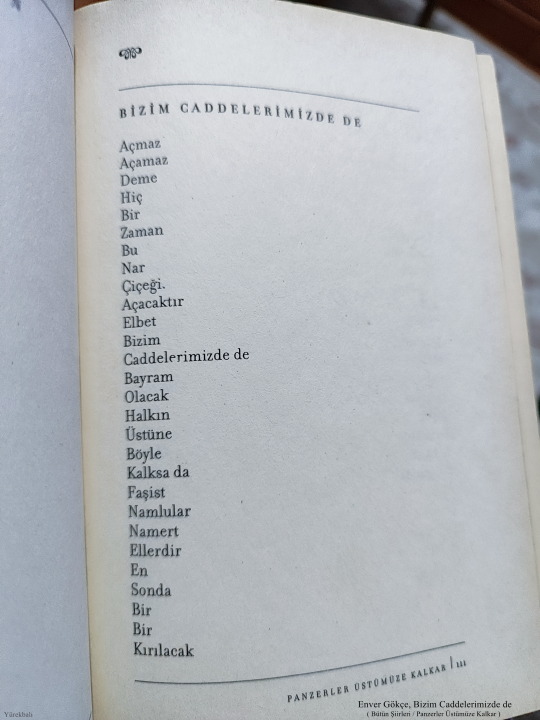 BİZİM CADDELERİMİZDE DE
Açmaz
Açamaz
Deme
Hiç
Bir
Zaman
Bu
Nar
Çiçeği.
Açacaktır
Elbet
Bizim
Caddelerimizde de
Bayram
Olacak
Halkın
Üstüne
Böyle
Kalksa da
Faşist
Namlular
Namert
Ellerdir
En
Sonda
Bir
Bir
Kırılacak
PANZERLER ÜSTÜMÜZE KALKAR | 111
Enver Gökçe, Bizim Caddelerimizde de
( Bütün Şiirleri / Panzerler Üstümüze Kalkar )
Yürekbalı